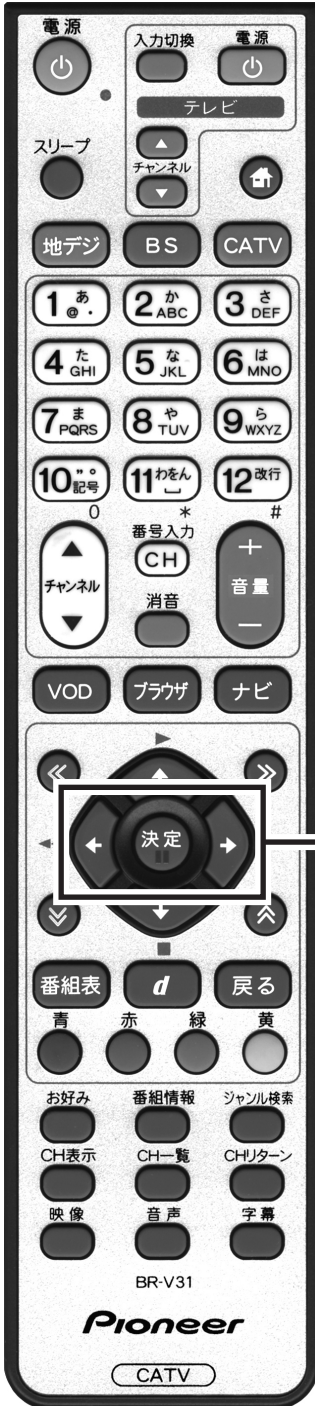 電源
入力切換 電源
テレビ
スリープ
チャンネル
地デジ BS CATV
1 あ @. 2 か ABC 3 さ DEF
4 た GHI 5 な JKL 6 は MNO
7 ま PQRS 8 や TUV 9 ら WXYZ
10 ゛゜ 記号 11 わをん 12 改行
0 * #
番号入力
CH
チャンネル 音量
消音
VOD ブラウザ ナビ
決定
番組表 d 戻る
青 赤 緑 黄
お好み 番組情報 ジャンル検索
CH表示 CH一覧 CHリターン
映像 音声 字幕
BR-V31
Pioneer
CATV